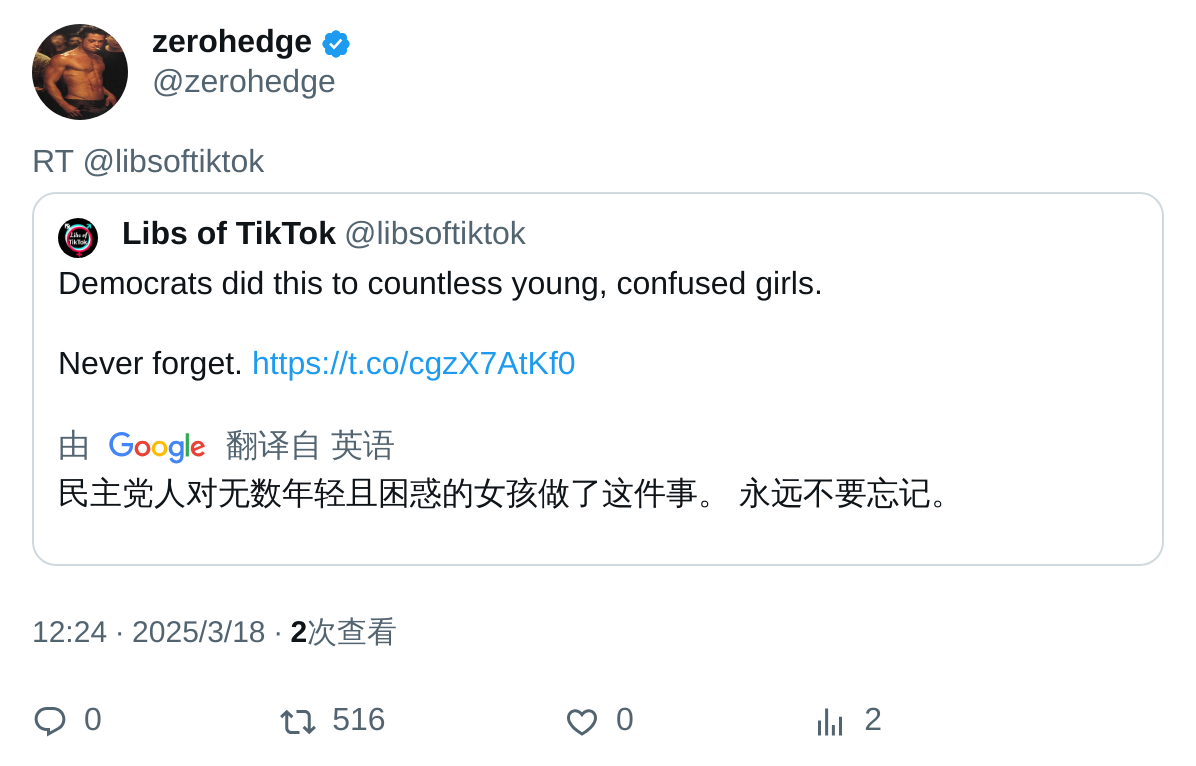 zerohedge
@zerohedge
RT @libsoftiktok
Libs of TikTok
Libs of TikTok @libsoftiktok
Democrats did this to countless young, confused girls.
Never forget. https://t.co/cgzX7AtKf0
由 Google 翻译自 英语
民主党人对无数年轻且困惑的女孩做了这件事。 永远不要忘记。
12:24 · 2025/3/18 · 2次查看
0 516 0 2